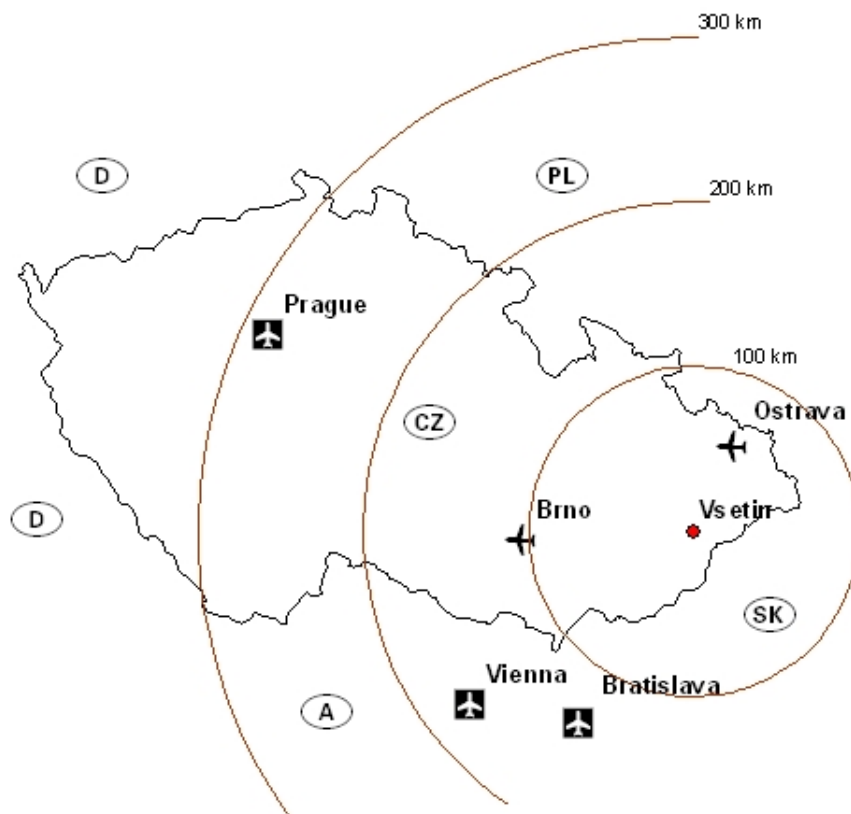 300 km
D
PL
200 km
Prague
100 km
Ostrava
CZ
D
Brno
Vsetin
SK
Vienna
Bratislava
A